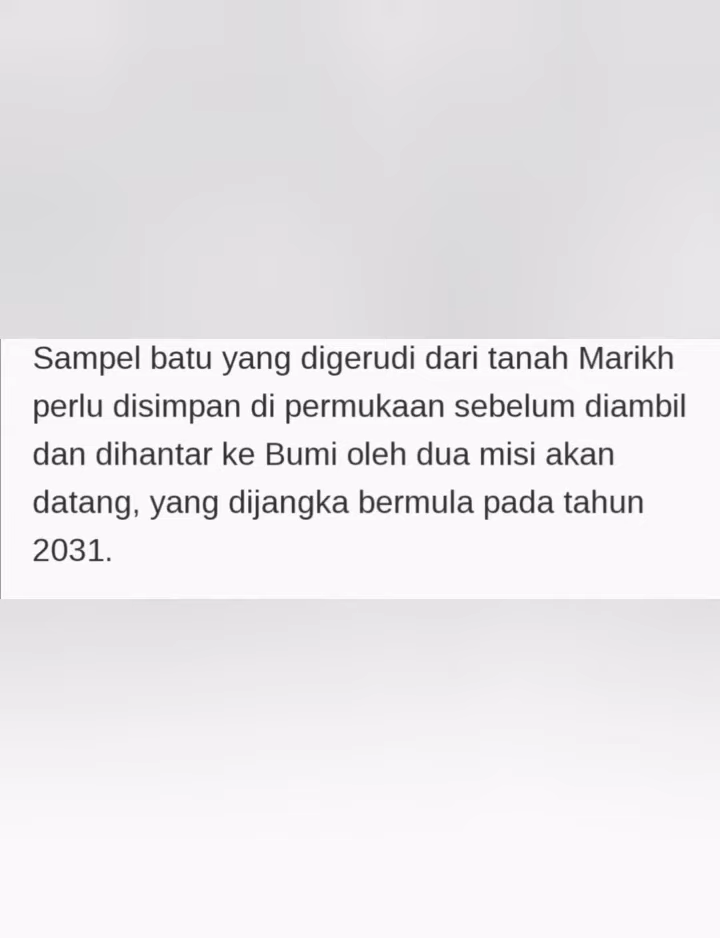 Sampel batu yang digerudi dari tanah Marikh
perlu disimpan di permukaan sebelum diambil
dan dihantar ke Bumi oleh dua misi akan
datang, yang dijangka bermula pada tahun
2031.